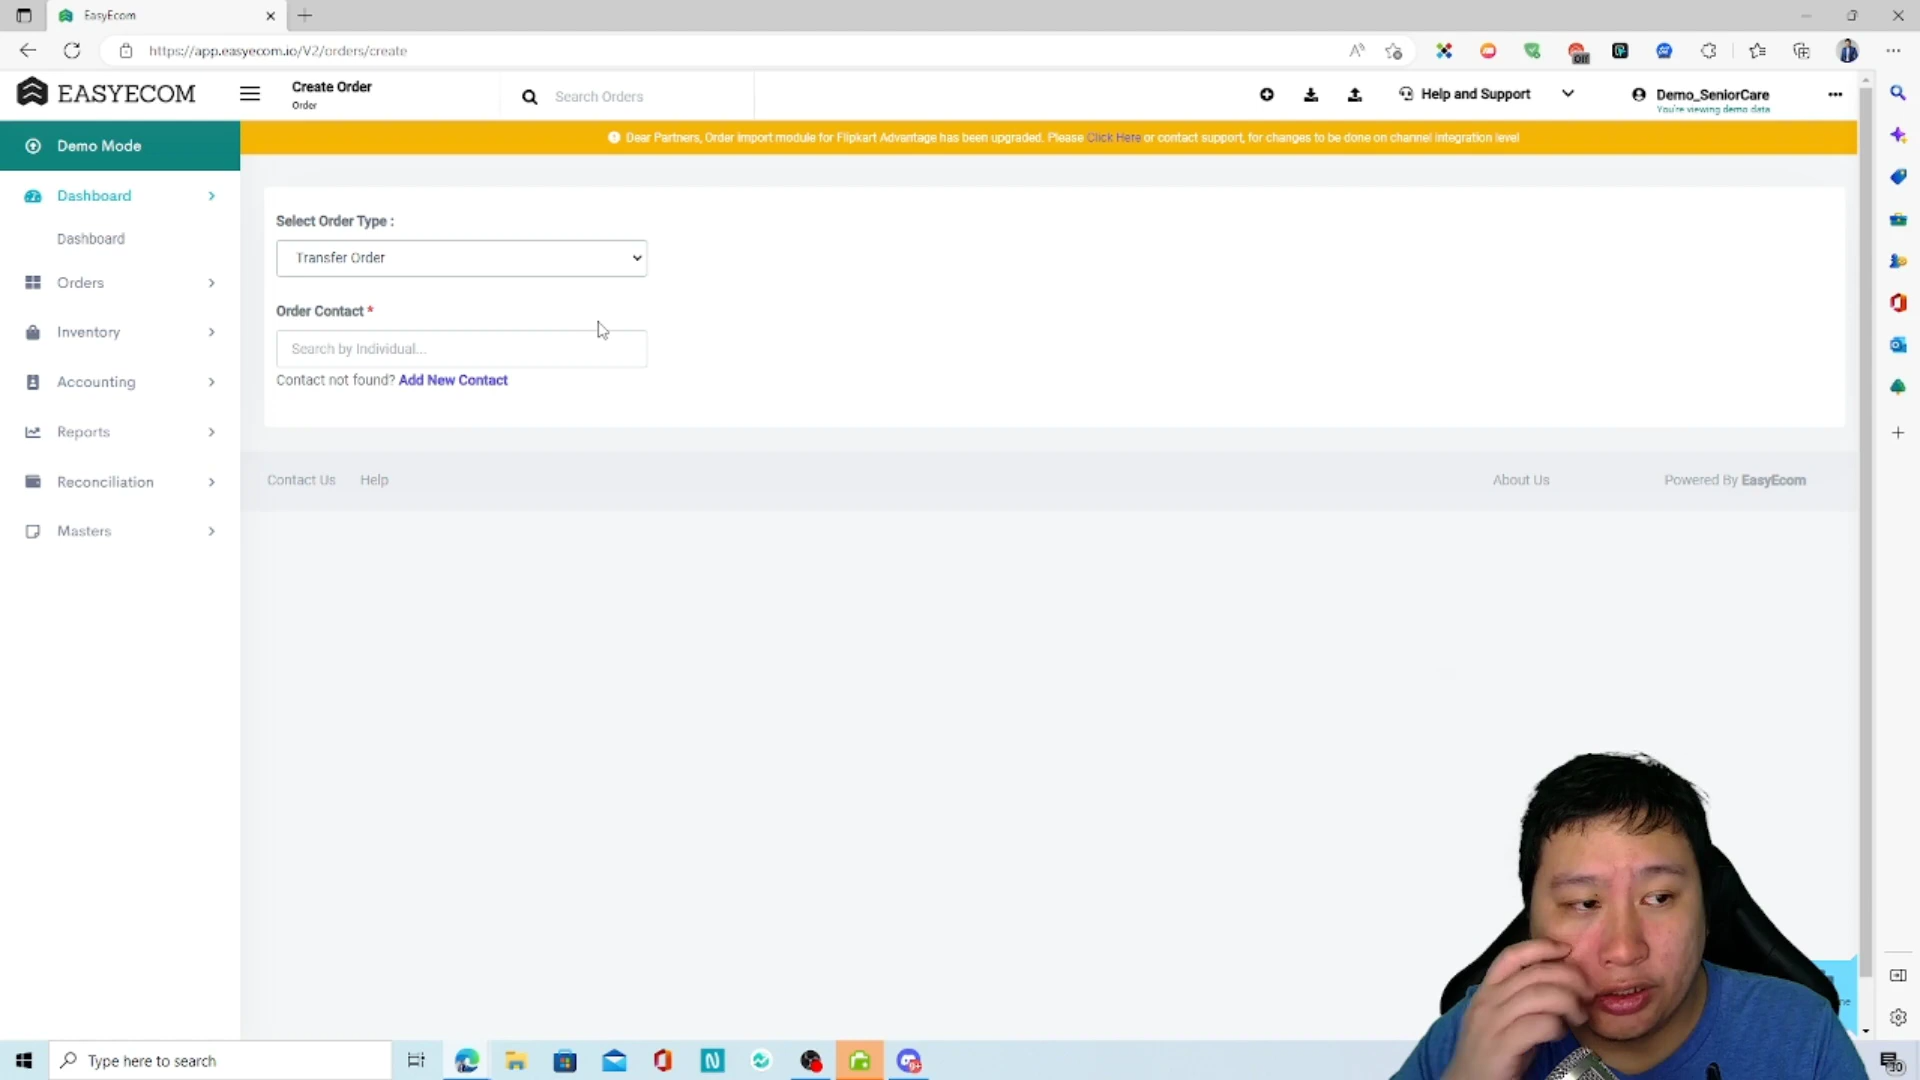 EasyEcom
https://app.easyecom.io/V2/orders/create
EASYECOM
Create Order
Order
Search Orders
Help and Support
Demo_SeniorCare
You're viewing demo data
Demo Mode
Dear Partners, Order import module for Flipkart Advantage has been upgraded. Please Click Here or contact support, for changes to be done on channel integration level
Dashboard
Dashboard
Orders
Inventory
Accounting
Reports
Reconciliation
Masters
Select Order Type :
Transfer Order
Order Contact *
Search by Individual...
Contact not found? Add New Contact
Contact Us
Help
About Us
Powered By EasyEcom
Type here to search